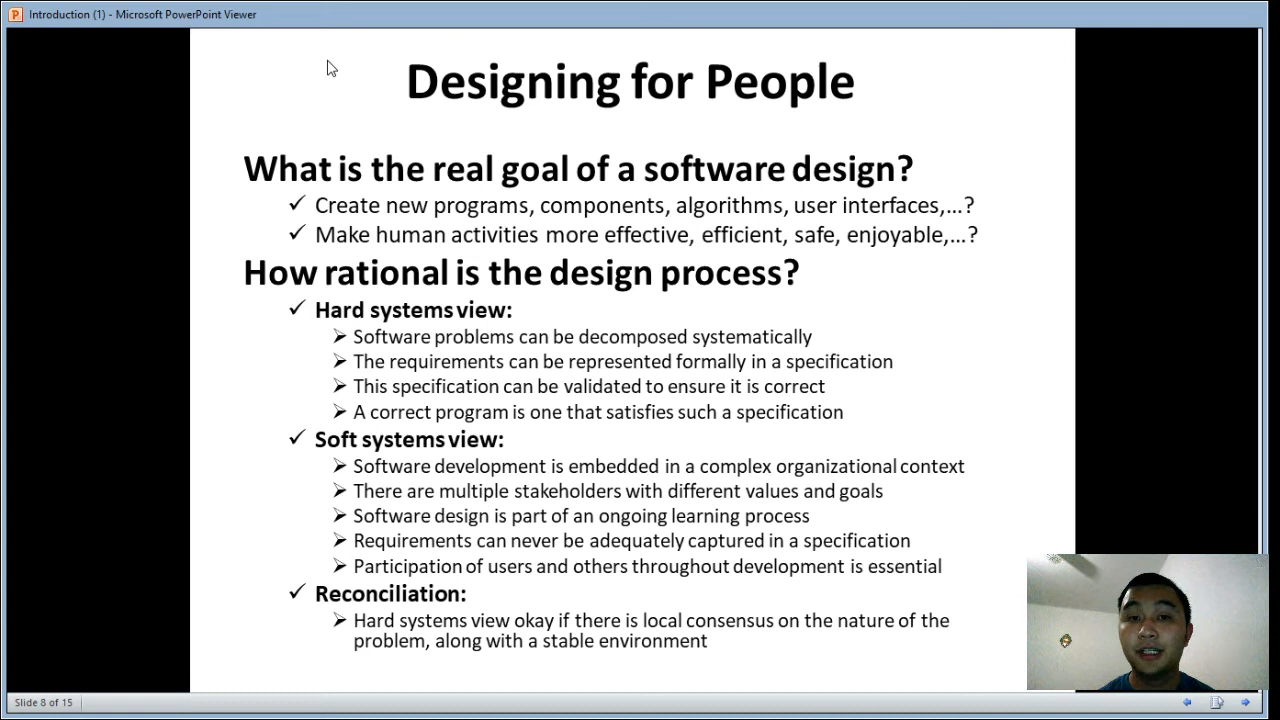 Introduction (1) - Microsoft PowerPoint Viewer
Designing for People
What is the real goal of a software design?
Create new programs, components, algorithms, user interfaces,...?
Make human activities more effective, efficient, safe, enjoyable,...?
How rational is the design process?
Hard systems view:
Software problems can be decomposed systematically
The requirements can be represented formally in a specification
This specification can be validated to ensure it is correct
A correct program is one that satisfies such a specification
Soft systems view:
Software development is embedded in a complex organizational context
There are multiple stakeholders with different values and goals
Software design is part of an ongoing learning process
Requirements can never be adequately captured in a specification
Participation of users and others throughout development is essential
Reconciliation:
Hard systems view okay if there is local consensus on the nature of the
problem, along with a stable environment
Slide 8 of 15